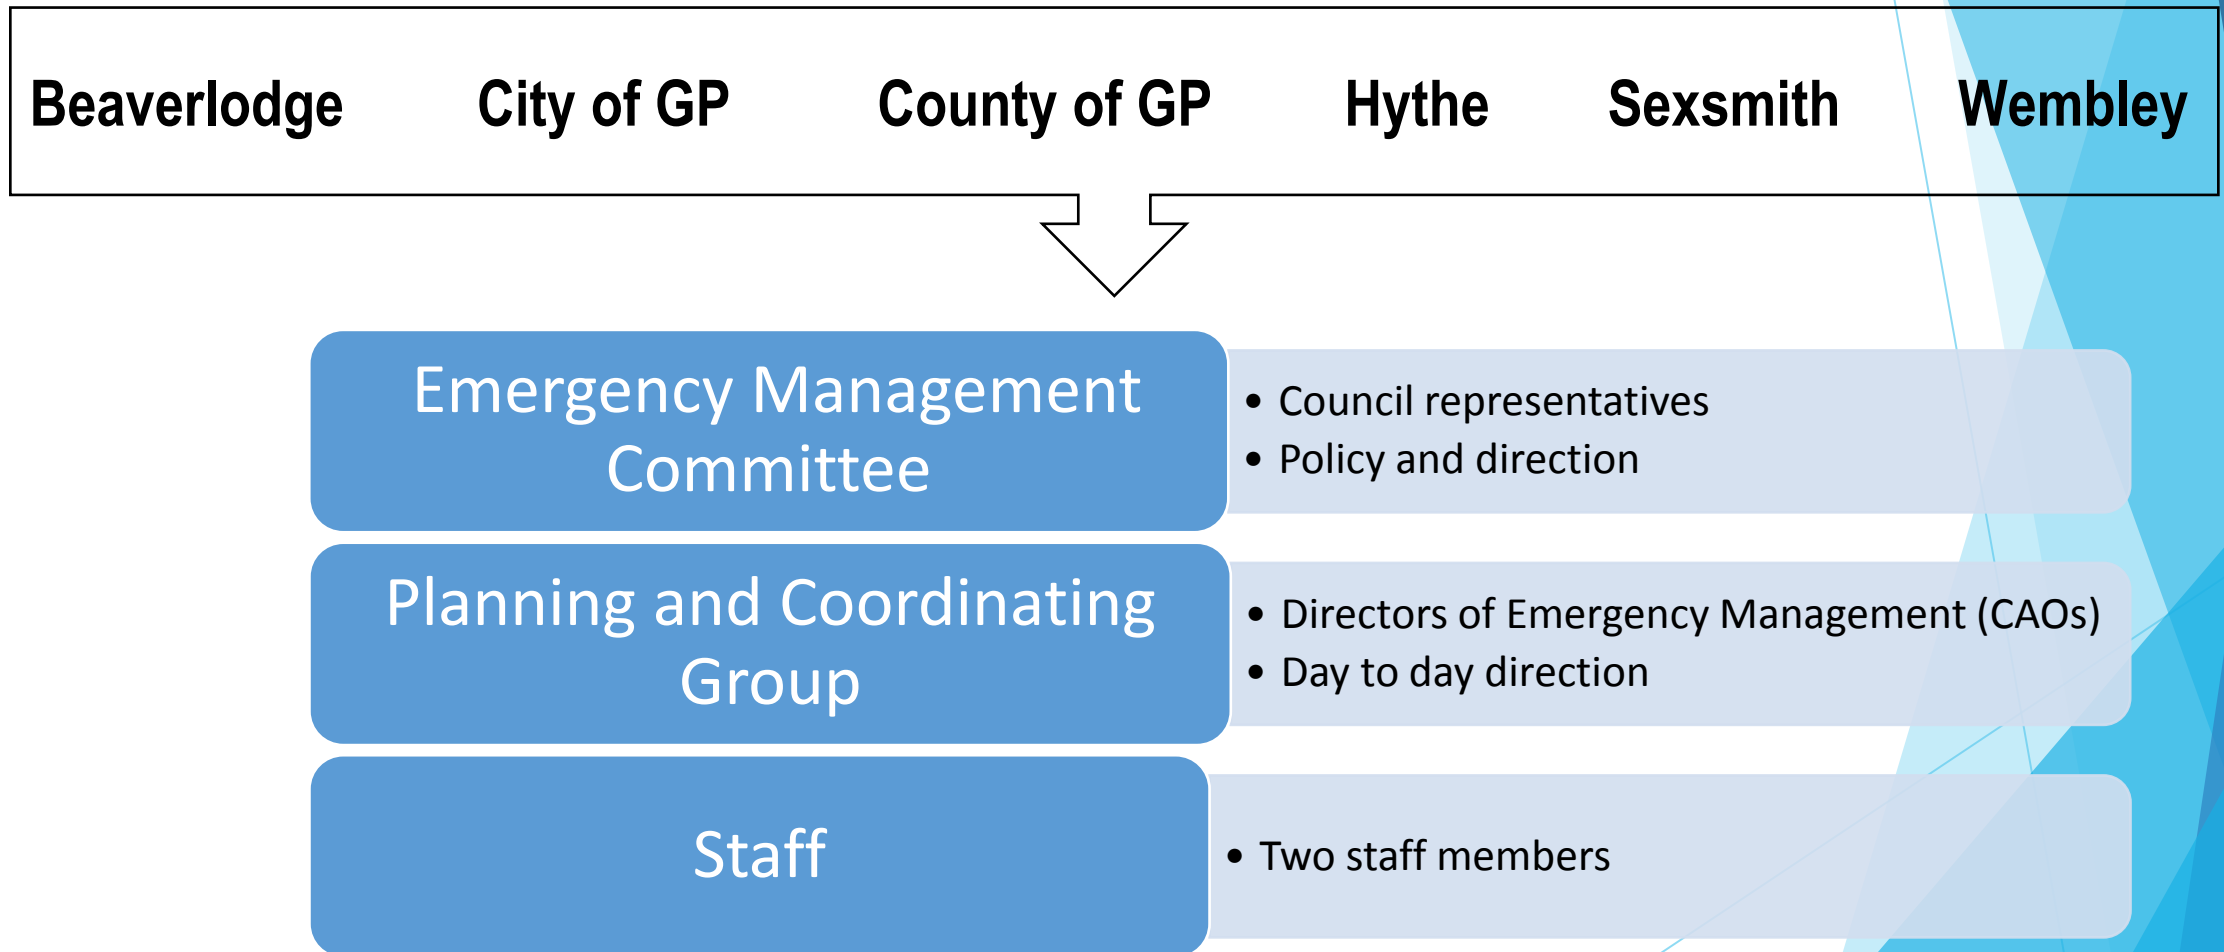 Beaverlodge City of GP County of GP Hythe Sexsmith Wembley
Emergency Management
Committee
• Council representatives
• Policy and direction
Planning and Coordinating
Group
• Directors of Emergency Management (CAOs)
• Day to day direction
Staff
• Two staff members